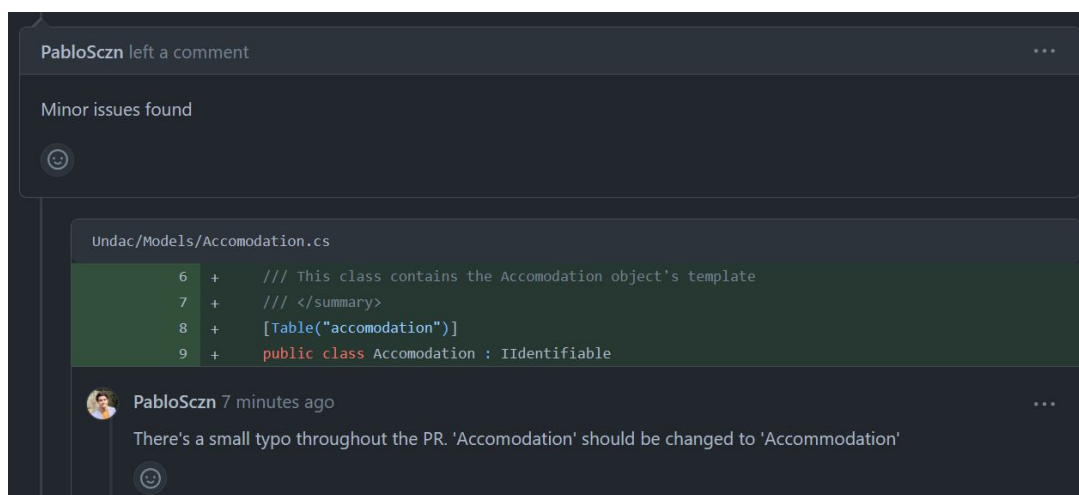 PabloSczn left a comment
Minor issues found
Undac/Models/Accomodation.cs
6 + /// This class contains the Accomodation object's template
7 + /// </summary>
8 + [Table("accomodation")]
9 + public class Accomodation : IIdentifiable
PabloSczn 7 minutes ago
There's a small typo throughout the PR. 'Accomodation' should be changed to 'Accommodation'